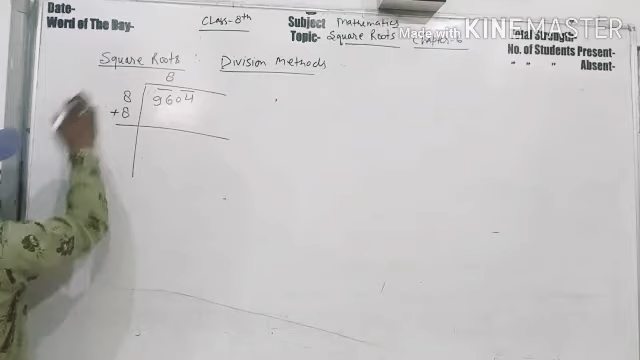 Date-
Word of The Day-
Class-8th
Subject Mathematics
Topic- Square Roots Chapter-6
Made with KINEMASTER
Total Strength-
No. of Students Present-
" " " Absent-
Square Roots : Division Methods
8
8 9604
+8